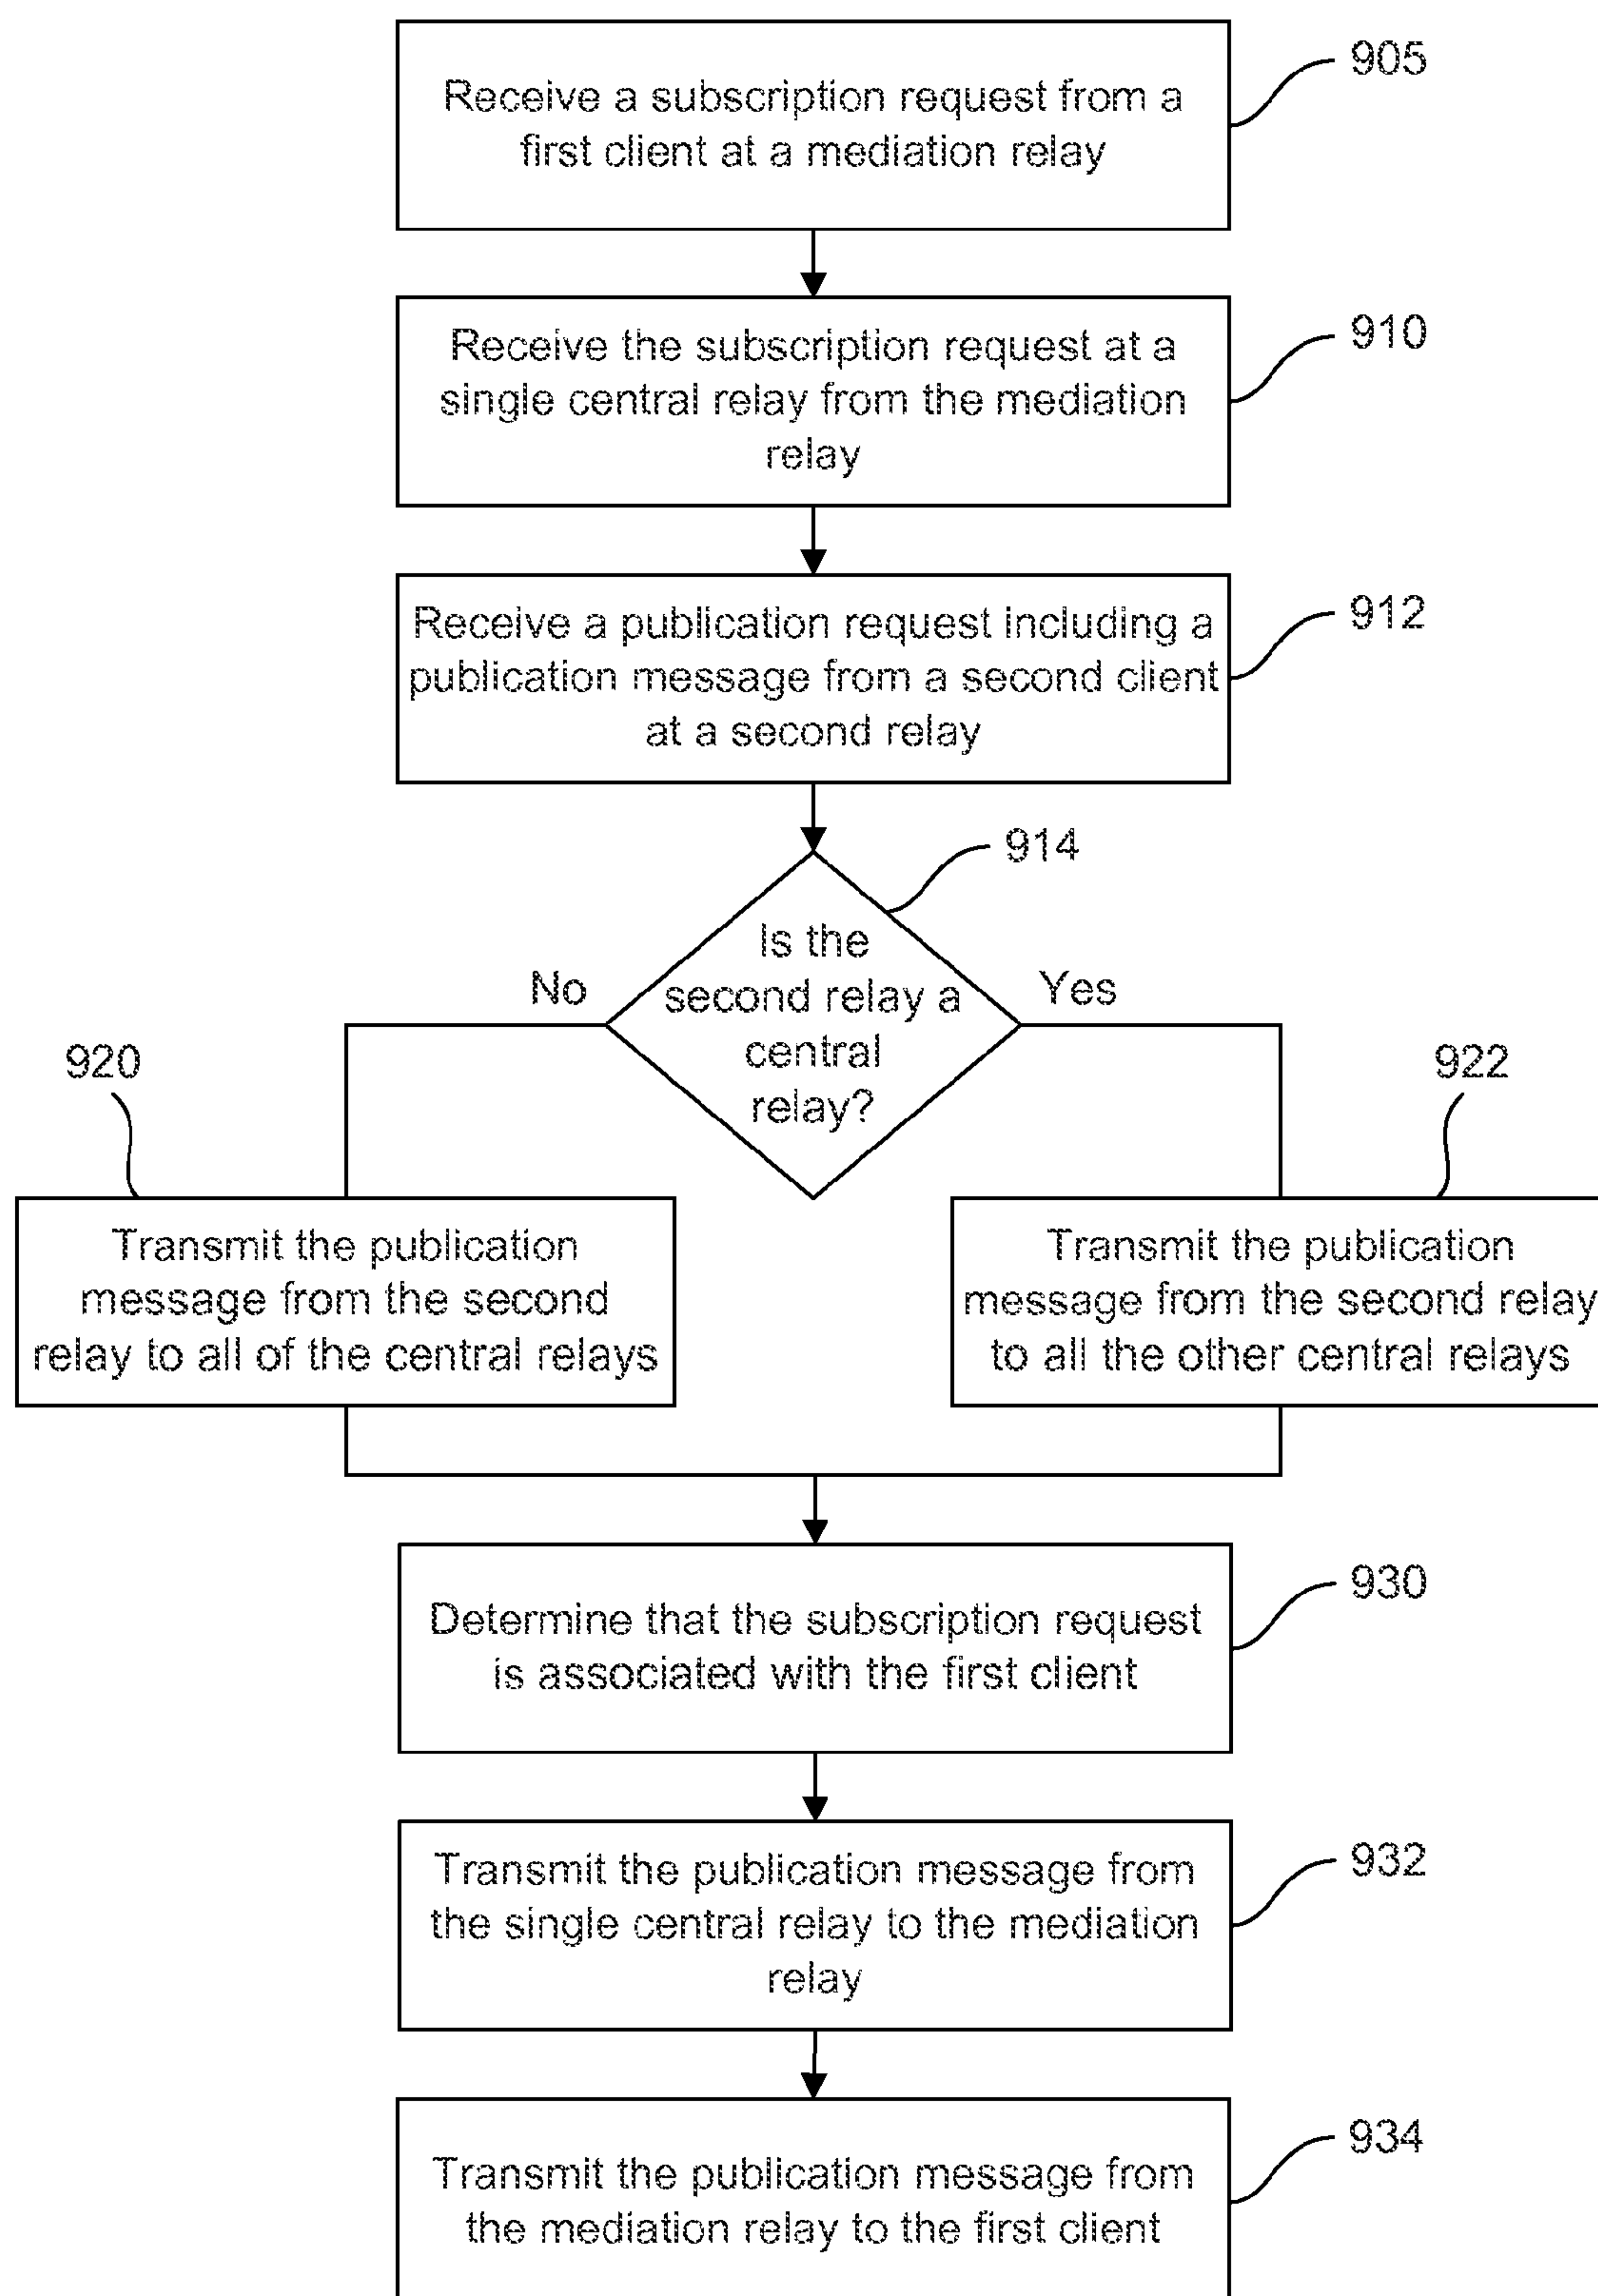 905
Receive a subscription request from a
first client at a mediation relay
910
Receive the subscription request at a
single central relay from the mediation
relay
912
Receive a publication request including a
publication message from a second client
at a second relay
914
Is the
second relay a
central
relay?
No
Yes
920
922
Transmit the publication
message from the second
relay to all of the central relays
Transmit the publication
message from the second relay
to all the other central relays
930
Determine that the subscription request
is associated with the first client
932
Transmit the publication message from
the single central relay to the mediation
relay
934
Transmit the publication message from
the mediation relay to the first client